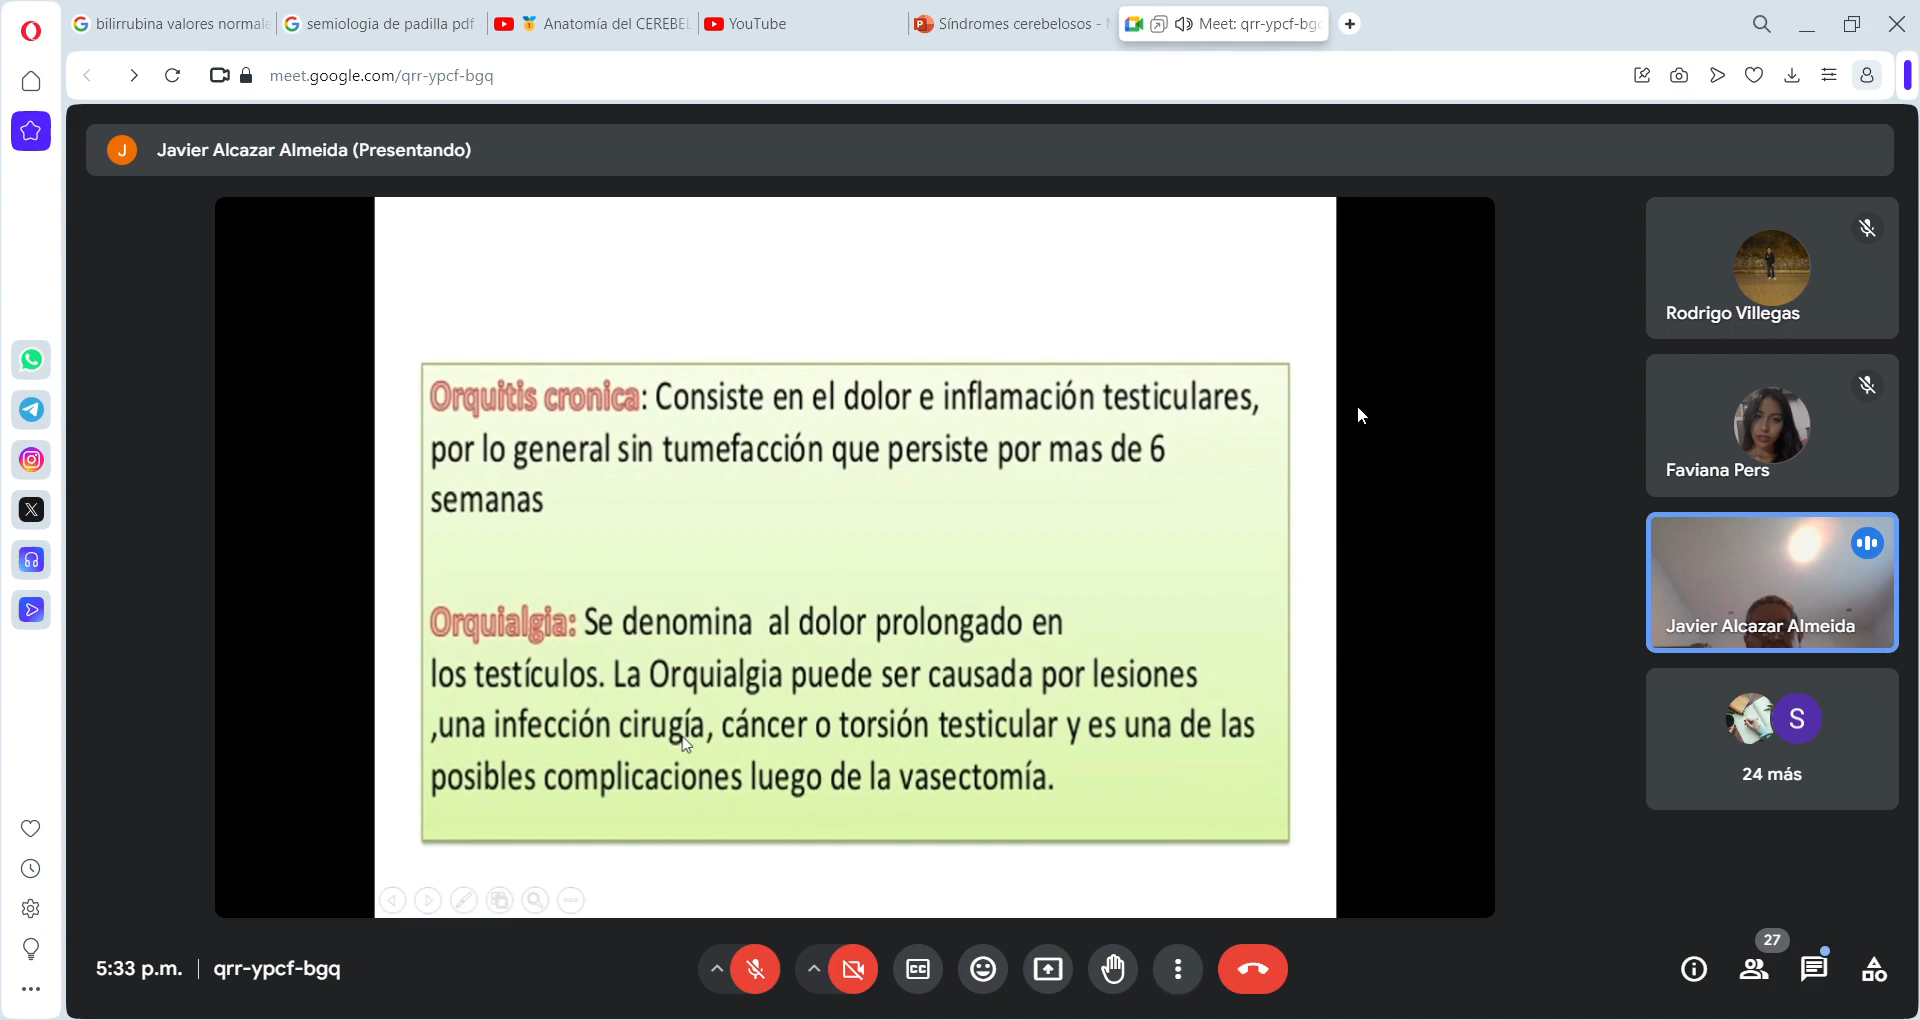 bilirrubina valores normale
semiologia de padilla pdf
Anatomía del CEREBEL
YouTube
Síndromes cerebelosos -
Meet: qrr-ypcf-bgq
meet.google.com/qrr-ypcf-bgq
J
Javier Alcazar Almeida (Presentando)
Orquitis cronica: Consiste en el dolor e inflamación testiculares,
por lo general sin tumefacción que persiste por mas de 6
semanas
Orquialgia: Se denomina al dolor prolongado en
los testículos. La Orquialgia puede ser causada por lesiones
,una infección cirugía, cáncer o torsión testicular y es una de las
posibles complicaciones luego de la vasectomía.
Rodrigo Villegas
Faviana Pers
Javier Alcazar Almeida
S
24 más
5:33 p.m. | qrr-ypcf-bgq
CC
27